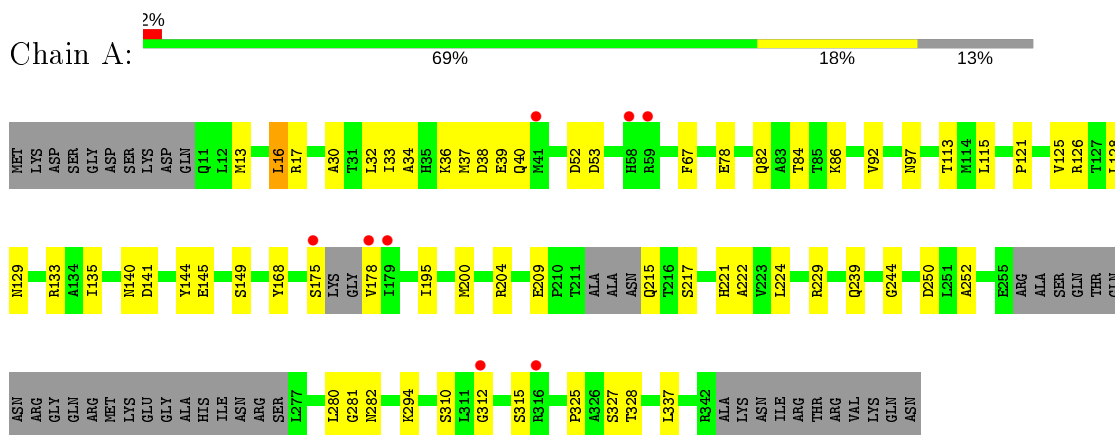 2%
Chain A:
69% 18% 13%
MET LYS ASP SER GLY ASP SER LYS ASP GLN Q11 L12 M13 L16 R17 A30 T31 L32 I33 A34 H35 K36 M37 D38 E39 Q40 M41 D52 D53 H58 R59 F67 E78 Q82 A83 T84 T85 K86 V92 N97 T113 M114 L115 P121 V125 R126 T127 L128
N129 R133 A134 I135 N140 D141 Y144 E145 S149 Y168 S175 LYS GLY V178 I179 I195 M200 R204 E209 P210 T211 ALA ALA ASN Q215 T216 S217 H221 A222 V223 L224 R229 Q239 G244 D250 L251 A252 E255 ARG ALA SER GLN THR GLN
ASN ARG GLY GLN ARG MET LYS GLU GLY ALA HIS ILE ASN ARG SER L277 L280 G281 N282 K294 S310 L311 G312 S315 R316 P325 A326 S327 T328 L337 R342 ALA LYS ASN ILE ARG THR ARG VAL LYS GLN ASN